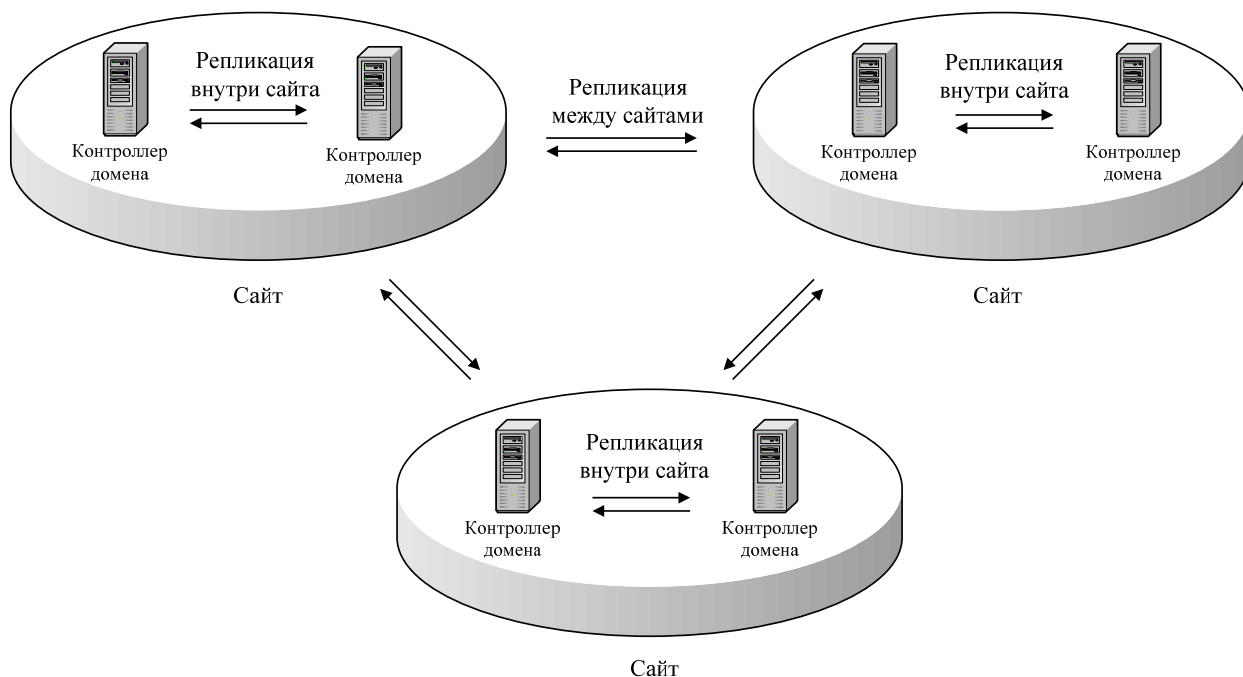 Репликация
внутри сайта
Контроллер
домена
Контроллер
домена
Сайт
Репликация
между сайтами
Репликация
внутри сайта
Контроллер
домена
Контроллер
домена
Сайт
Репликация
внутри сайта
Контроллер
домена
Контроллер
домена
Сайт